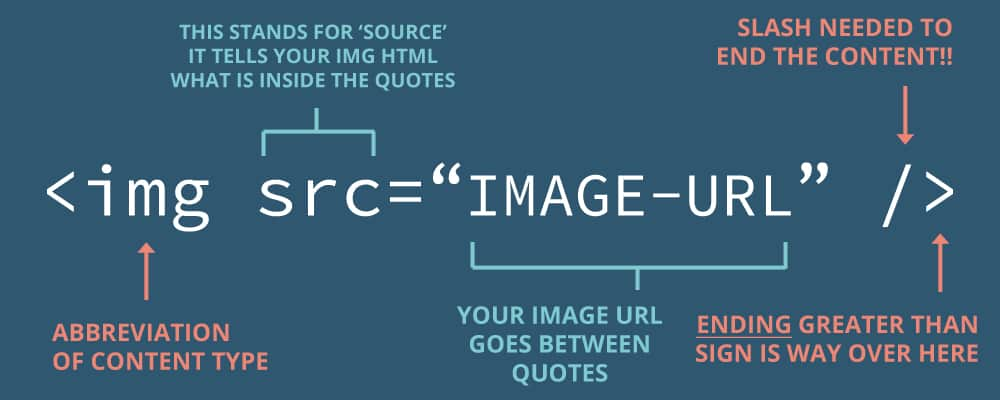 THIS STANDS FOR ‘SOURCE’
IT TELLS YOUR IMG HTML
WHAT IS INSIDE THE QUOTES
SLASH NEEDED TO
END THE CONTENT!!
<img src=“IMAGE-URL” />
ABBREVIATION
OF CONTENT TYPE
YOUR IMAGE URL
GOES BETWEEN
QUOTES
ENDING GREATER THAN
SIGN IS WAY OVER HERE